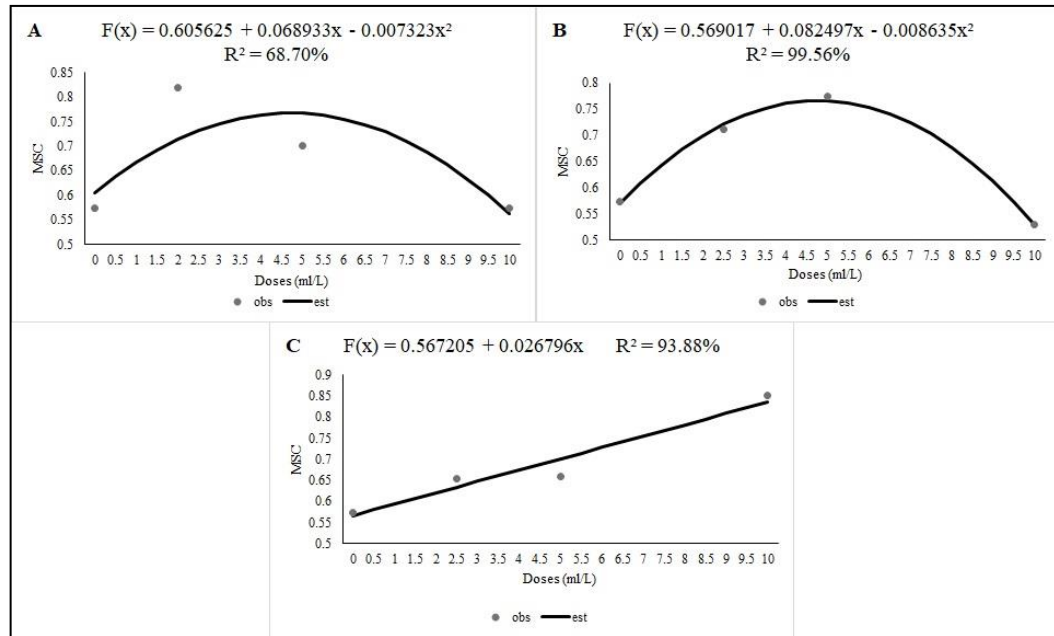 A F(x) = 0.605625 + 0.068933x - 0.007323x²
R² = 68.70%
0.85
0.8
0.75
0.7
0.65
0.6
0.55
0.5
MSC
0 0.5 1 1.5 2 2.5 3 3.5 4 4.5 5 5.5 6 6.5 7 7.5 8 8.5 9 9.5 10
Doses (ml/L)
obs est
B F(x) = 0.569017 + 0.082497x - 0.008635x²
R² = 99.56%
0.8
0.75
0.7
0.65
0.6
0.55
0.5
MSC
0 0.5 1 1.5 2 2.5 3 3.5 4 4.5 5 5.5 6 6.5 7 7.5 8 8.5 9 9.5 10
Doses (ml/L)
obs est
C F(x) = 0.567205 + 0.026796x R² = 93.88%
0.9
0.85
0.8
0.75
0.7
0.65
0.6
0.55
0.5
MSC
0 0.5 1 1.5 2 2.5 3 3.5 4 4.5 5 5.5 6 6.5 7 7.5 8 8.5 9 9.5 10
Doses (ml/L)
obs est